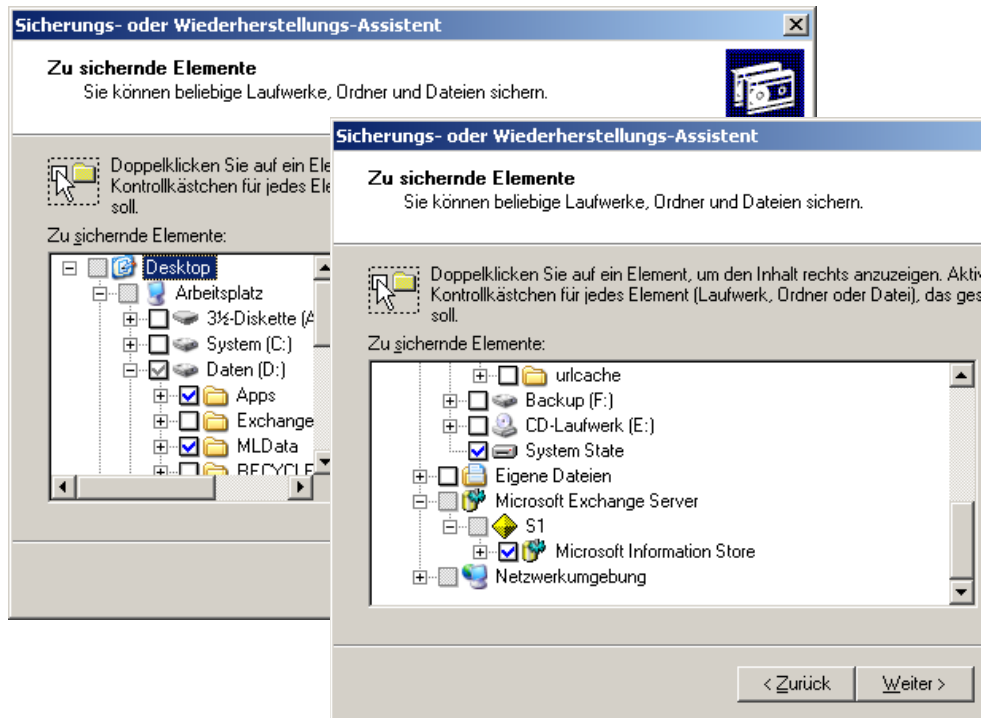 Sicherungs- oder Wiederherstellungs-Assistent
Zu sichernde Elemente
Sie können beliebige Laufwerke, Ordner und Dateien sichern.
Doppelklicken Sie auf ein Ele
Kontrollkästchen für jedes Ele
soll.
Zu sichernde Elemente:
Desktop
Arbeitsplatz
3½-Diskette (A
System (C:)
Daten (D:)
Apps
Exchange
MLData
RECYCLE
Sicherungs- oder Wiederherstellungs-Assistent
Zu sichernde Elemente
Sie können beliebige Laufwerke, Ordner und Dateien sichern.
Doppelklicken Sie auf ein Element, um den Inhalt rechts anzuzeigen. Aktiv
Kontrollkästchen für jedes Element (Laufwerk, Ordner oder Datei), das ges
soll.
Zu sichernde Elemente:
urlcache
Backup (F:)
CD-Laufwerk (E:)
System State
Eigene Dateien
Microsoft Exchange Server
S1
Microsoft Information Store
Netzwerkumgebung
< Zurück
Weiter >